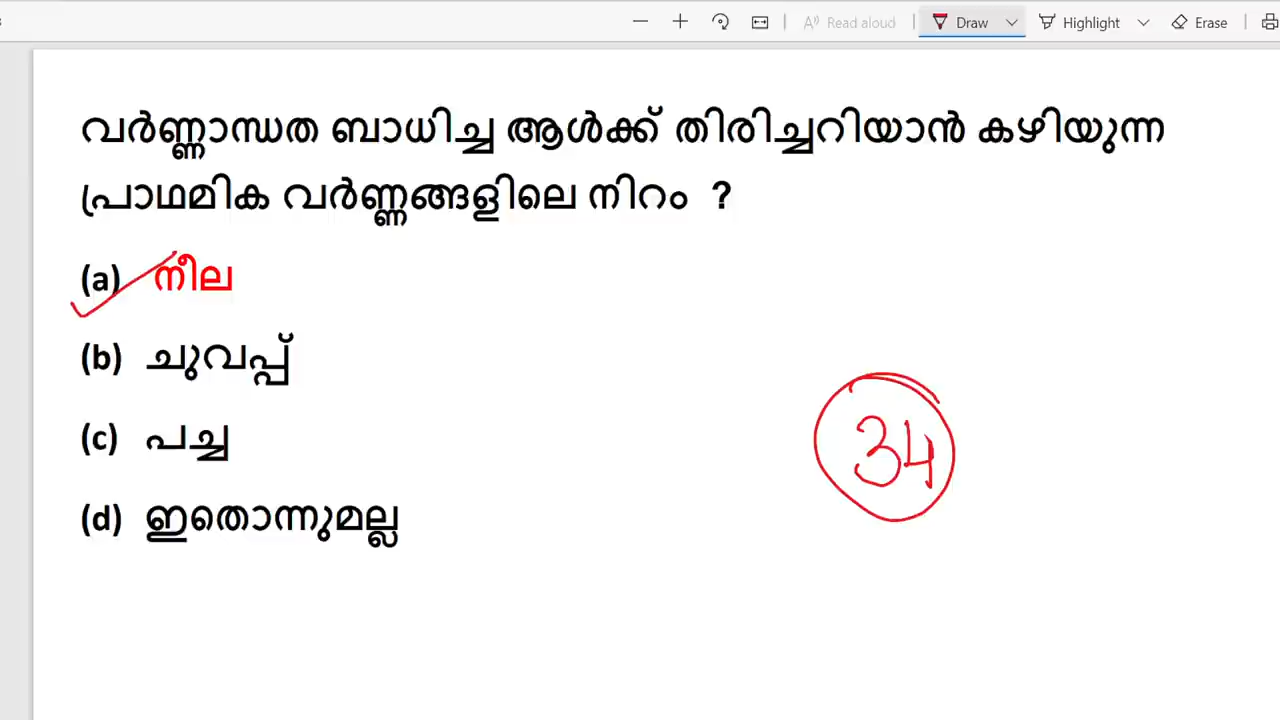 Read aloud Draw Highlight Erase
വർണ്ണാന്ധത ബാധിച്ച ആൾക്ക് തിരിച്ചറിയാൻ കഴിയുന്ന
പ്രാഥമിക വർണ്ണങ്ങളിലെ നിറം ?
(a) നീല
(b) ചുവപ്പ്
(c) പച്ച
34
(d) ഇതൊന്നുമല്ല